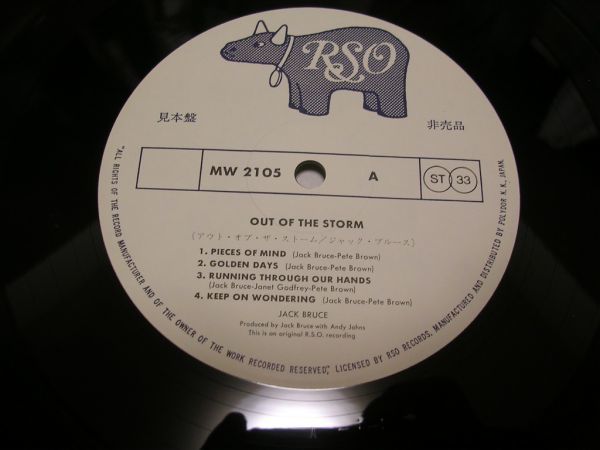 RSO
見本盤
非売品
MW 2105
A
ST 33
OUT OF THE STORM
(アウト・オブ・ザ・ストーム/ジャック・ブルース)
1. PIECES OF MIND (Jack Bruce-Pete Brown)
2. GOLDEN DAYS (Jack Bruce-Pete Brown)
3. RUNNING THROUGH OUR HANDS
(Jack Bruce-Janet Godfrey-Pete Brown)
4. KEEP ON WONDERING (Jack Bruce-Pete Brown)
JACK BRUCE
Produced by Jack Bruce with Andy Johns
This is an original R.S.O. recording
"ALL RIGHTS OF THE RECORD MANUFACTURER AND OF THE OWNER OF THE WORK RECORDED RESERVED," LICENSED BY RSO RECORDS, MANUFACTURED AND DISTRIBUTED BY POLYDOR K. K., JAPAN.